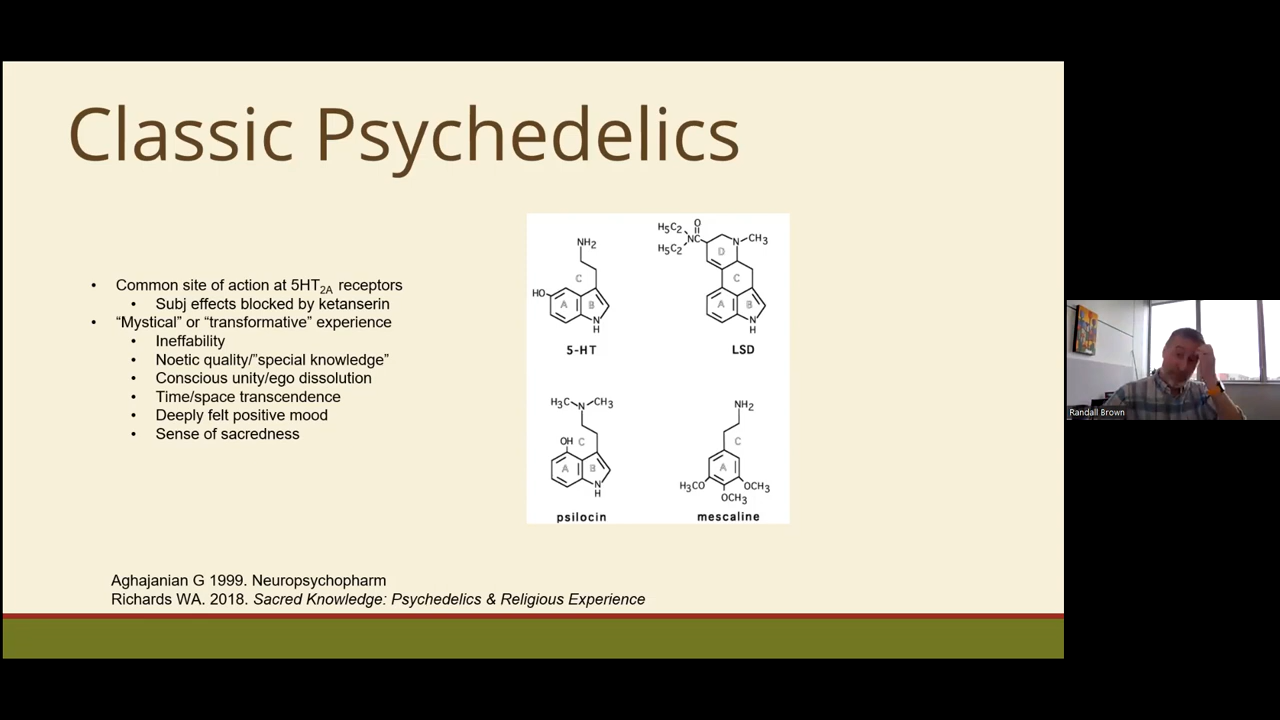 Classic Psychedelics
• Common site of action at 5HT2A receptors
• Subj effects blocked by ketanserin
• “Mystical” or “transformative” experience
• Ineffability
• Noetic quality/”special knowledge”
• Conscious unity/ego dissolution
• Time/space transcendence
• Deeply felt positive mood
• Sense of sacredness
NH2
C
HO
A
B
N
H
5-HT
H5C2
O
NC
H5C2
N
CH3
D
C
A
B
N
H
LSD
H3C
N
CH3
OH
C
A
B
N
H
psilocin
NH2
C
A
H3CO
OCH3
OCH3
mescaline
Aghajanian G 1999. Neuropsychopharm
Richards WA. 2018. Sacred Knowledge: Psychedelics & Religious Experience
Randall Brown